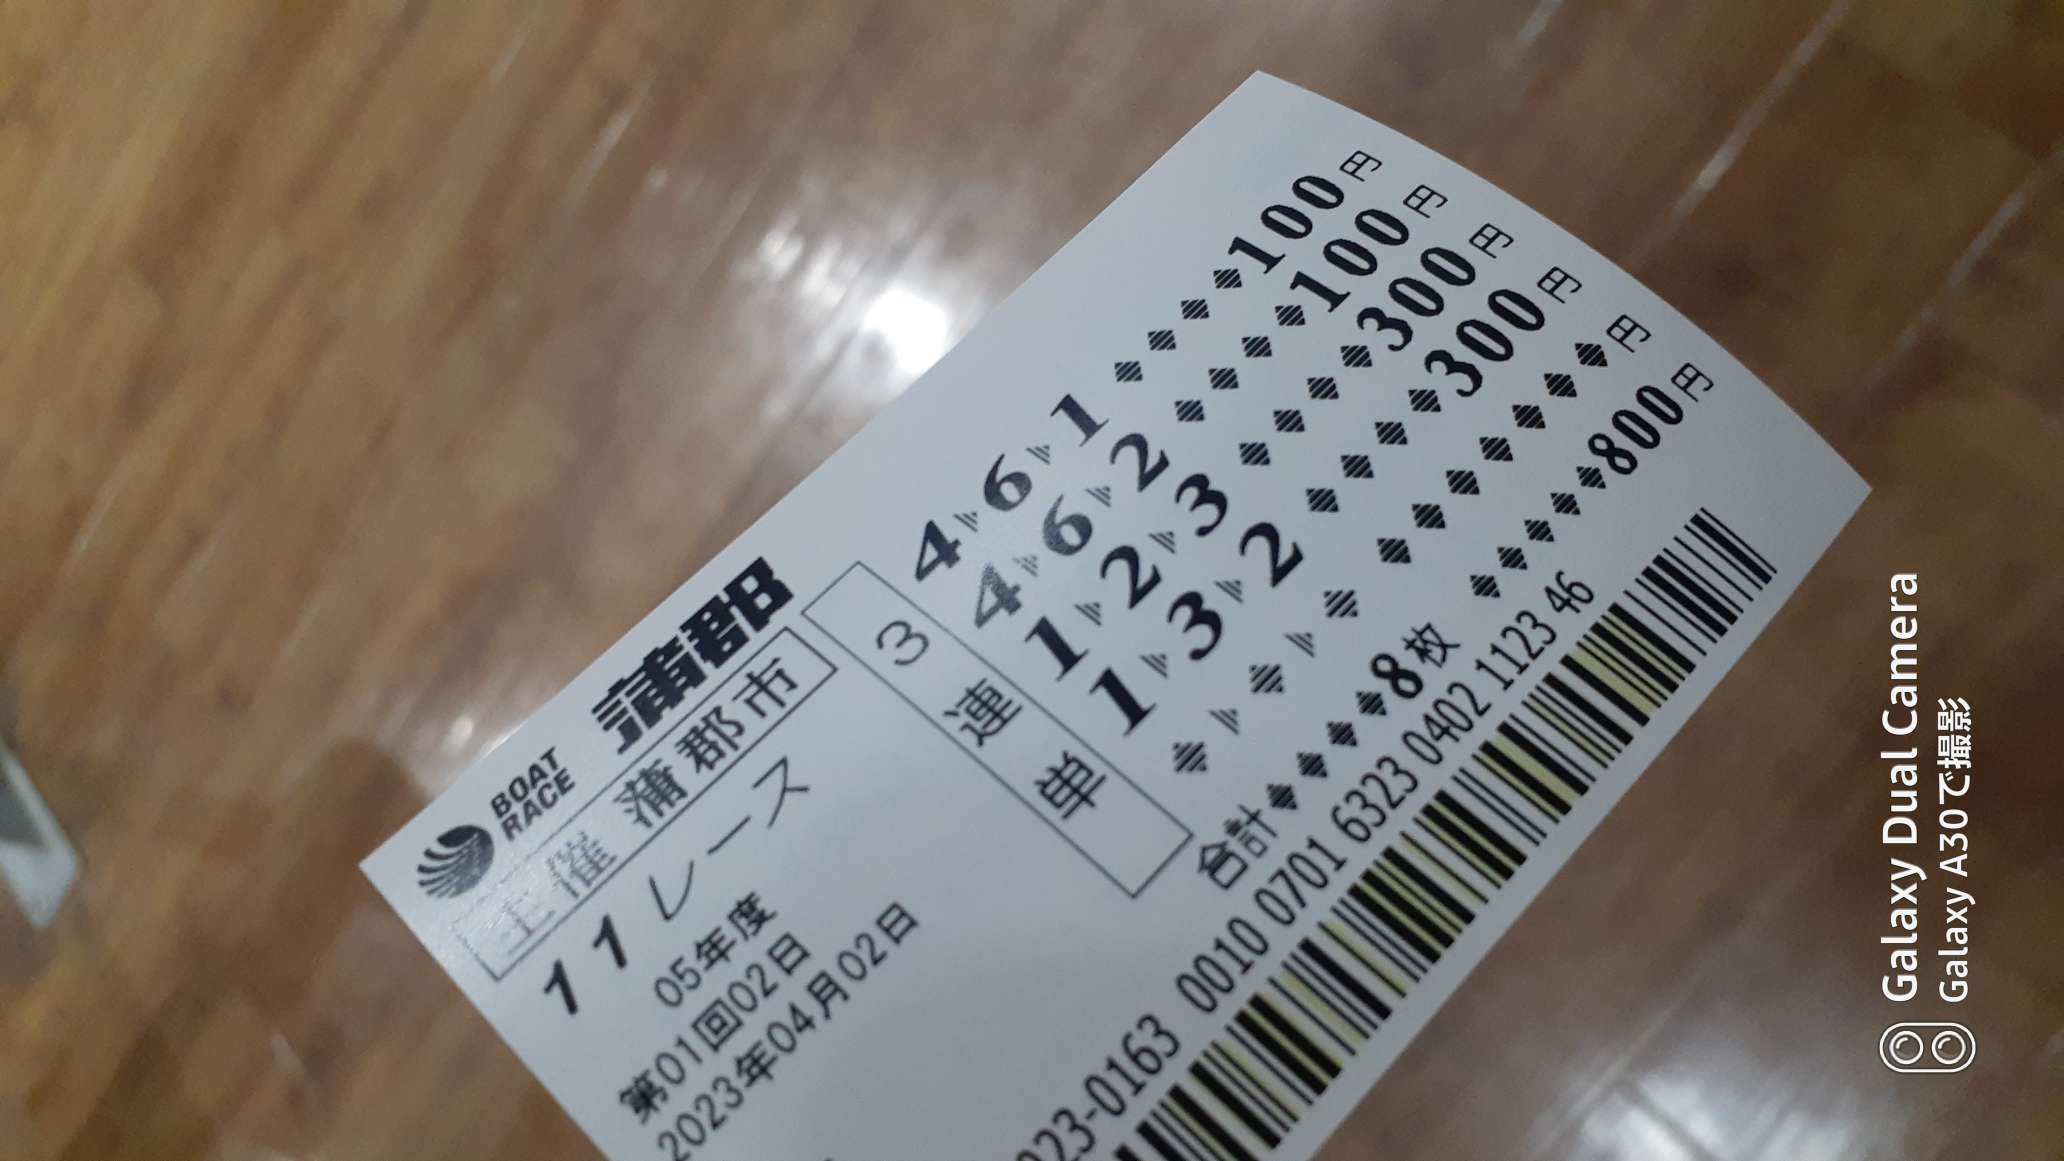 BOAT RACE 蒲郡
主催 蒲郡市
11レース
05年度
第01回02日
2023年04月02日
3連単
4 6 1 100円
4 6 2 100円
1 2 3 300円
1 3 2 300円
円
合計 8枚 800円
023-0163 0010 0701 6323 0402 1123 46
Galaxy Dual Camera
Galaxy A30で撮影